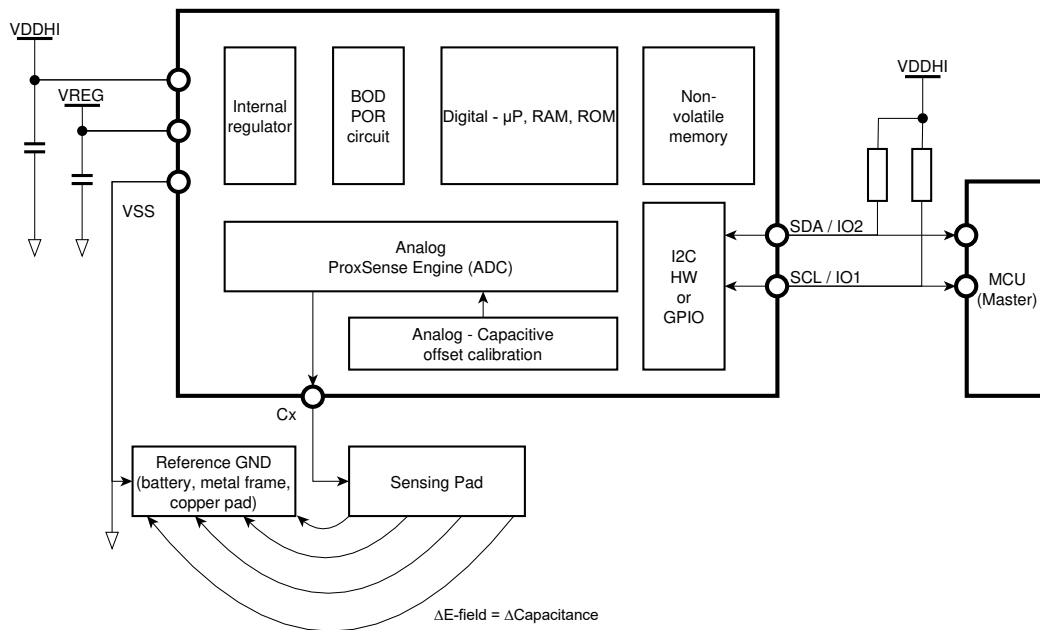 VDDHI
VREG
VSS
Internal
regulator
BOD
POR
circuit
Digital - µP, RAM, ROM
Non-
volatile
memory
VDDHI
Analog
ProxSense Engine (ADC)
I2C
HW
or
GPIO
SDA / IO2
SCL / IO1
MCU
(Master)
Analog - Capacitive
offset calibration
Cx
Reference GND
(battery, metal frame,
copper pad)
Sensing Pad
ΔE-field = ΔCapacitance